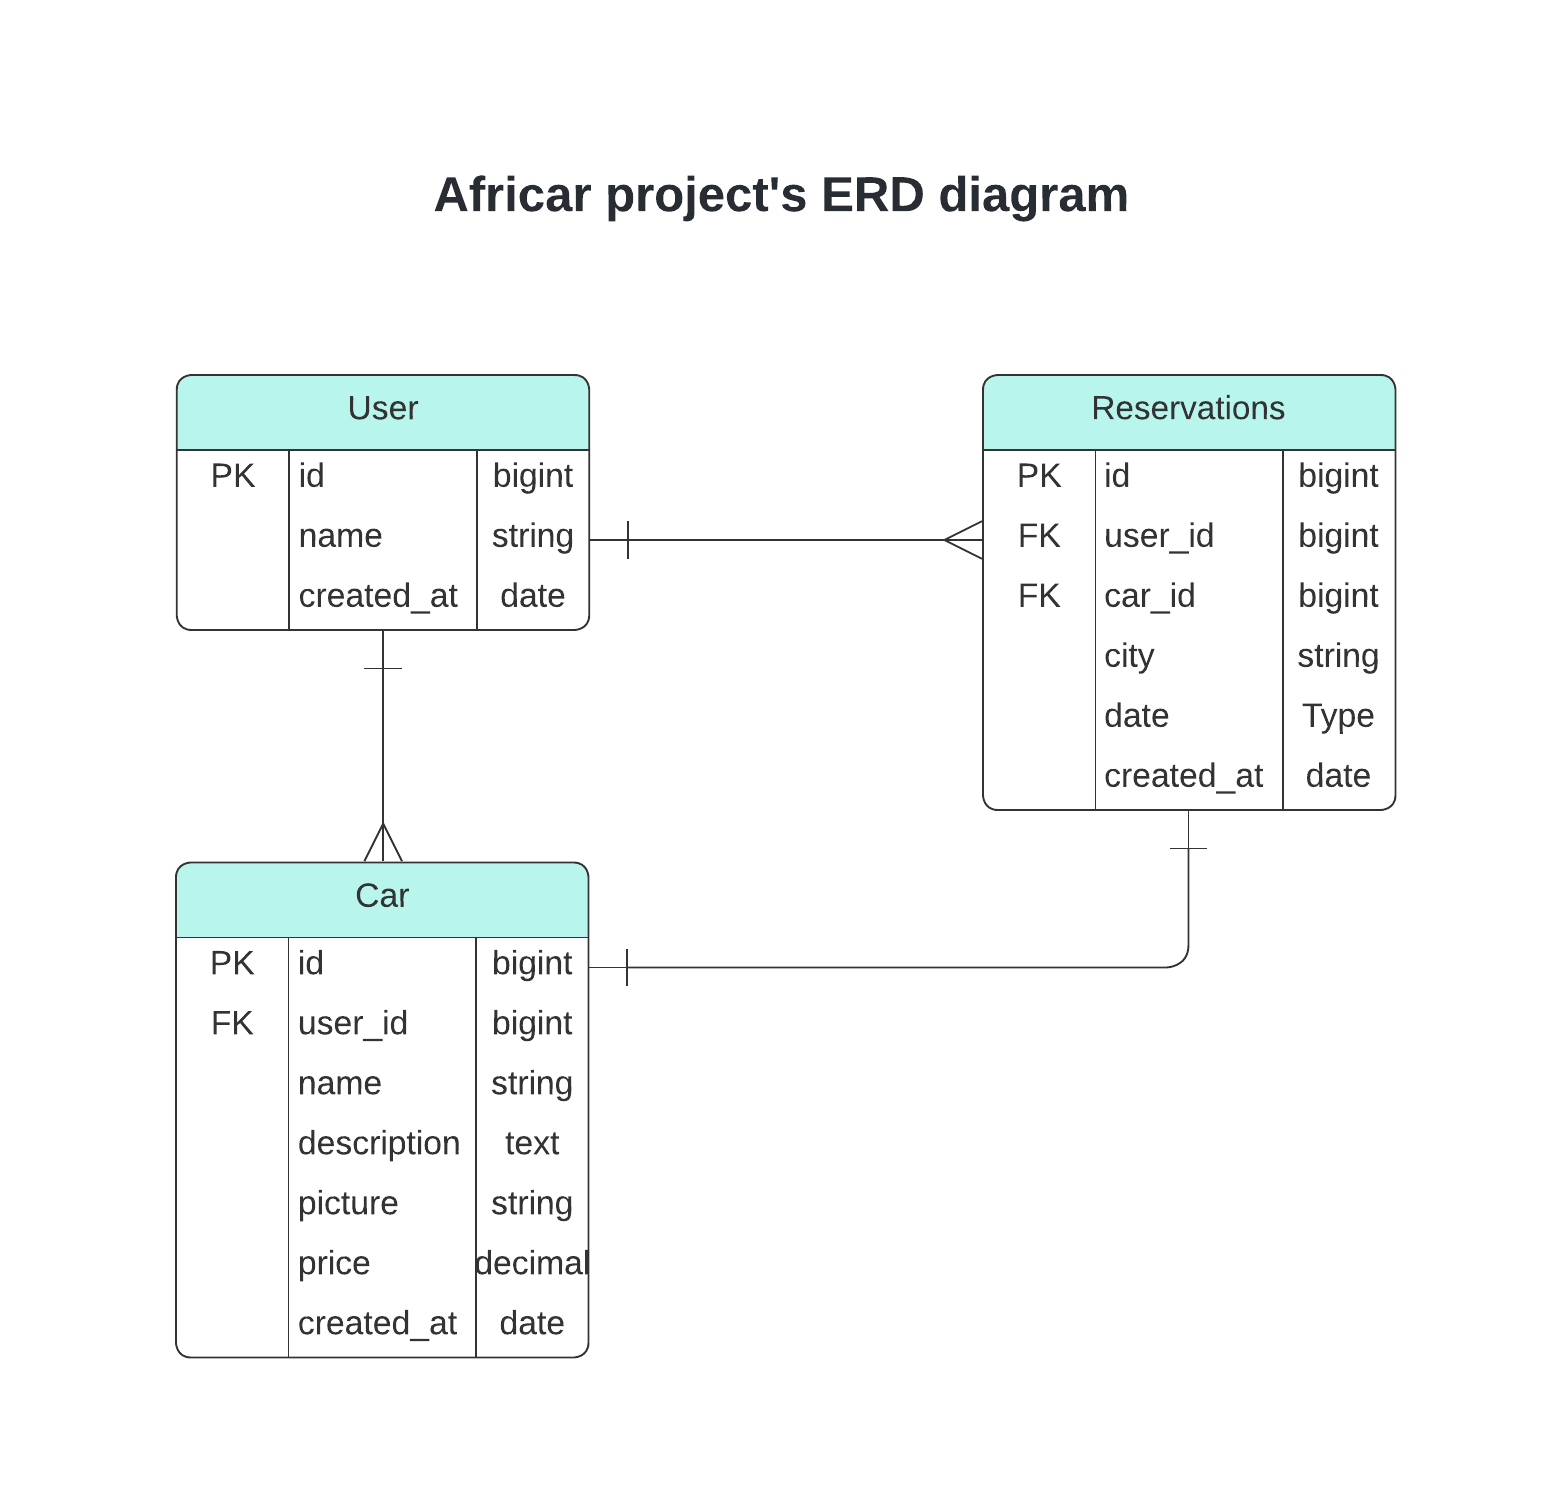 Africar project's ERD diagram
User
PK id bigint
name string
created_at date
Reservations
PK id bigint
FK user_id bigint
FK car_id bigint
city string
date Type
created_at date
Car
PK id bigint
FK user_id bigint
name string
description text
picture string
price decimal
created_at date